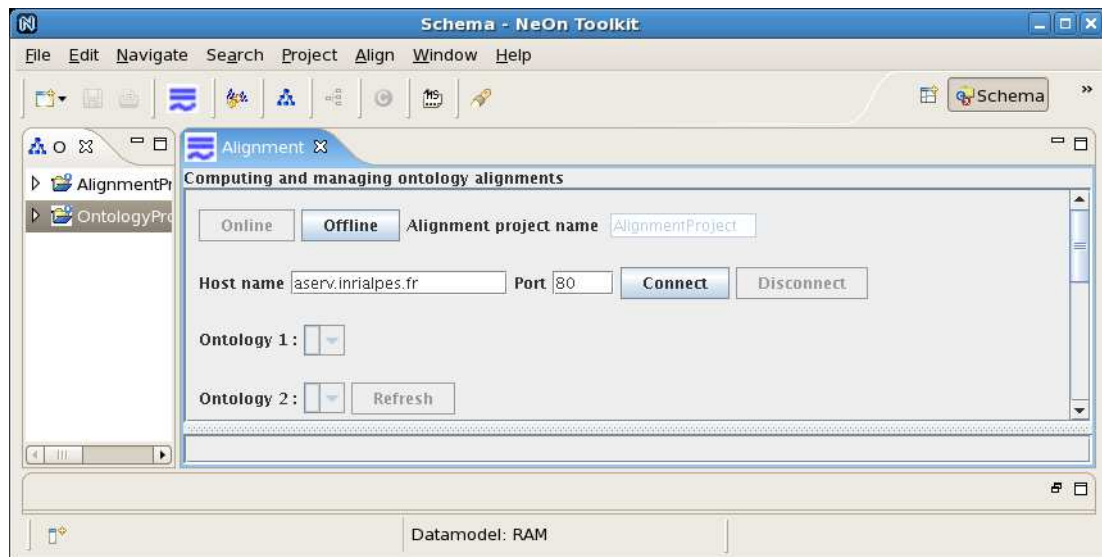 Schema - NeOn Toolkit
File Edit Navigate Search Project Align Window Help
Schema »
O Alignment
Computing and managing ontology alignments
AlignmentPr
OntologyPro
Online Offline Alignment project name AlignmentProject
Host name aserv.inrialpes.fr Port 80 Connect Disconnect
Ontology 1 :
Ontology 2 : Refresh
Datamodel: RAM